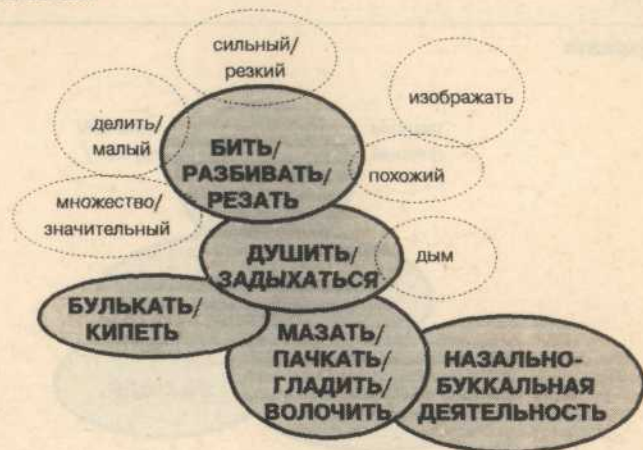 сильный/
резкий
изображать
делить/
малый
БИТЬ/
РАЗБИВАТЬ/
РЕЗАТЬ
похожий
множество/
значительный
ДУШИТЬ/
ЗАДЫХАТЬСЯ
дым
БУЛЬКАТЬ/
КИПЕТЬ
МАЗАТЬ/
ПАЧКАТЬ/
ГЛАДИТЬ/
ВОЛОЧИТЬ
НАЗАЛЬНО-
БУККАЛЬНАЯ
ДЕЯТЕЛЬНОСТЬ